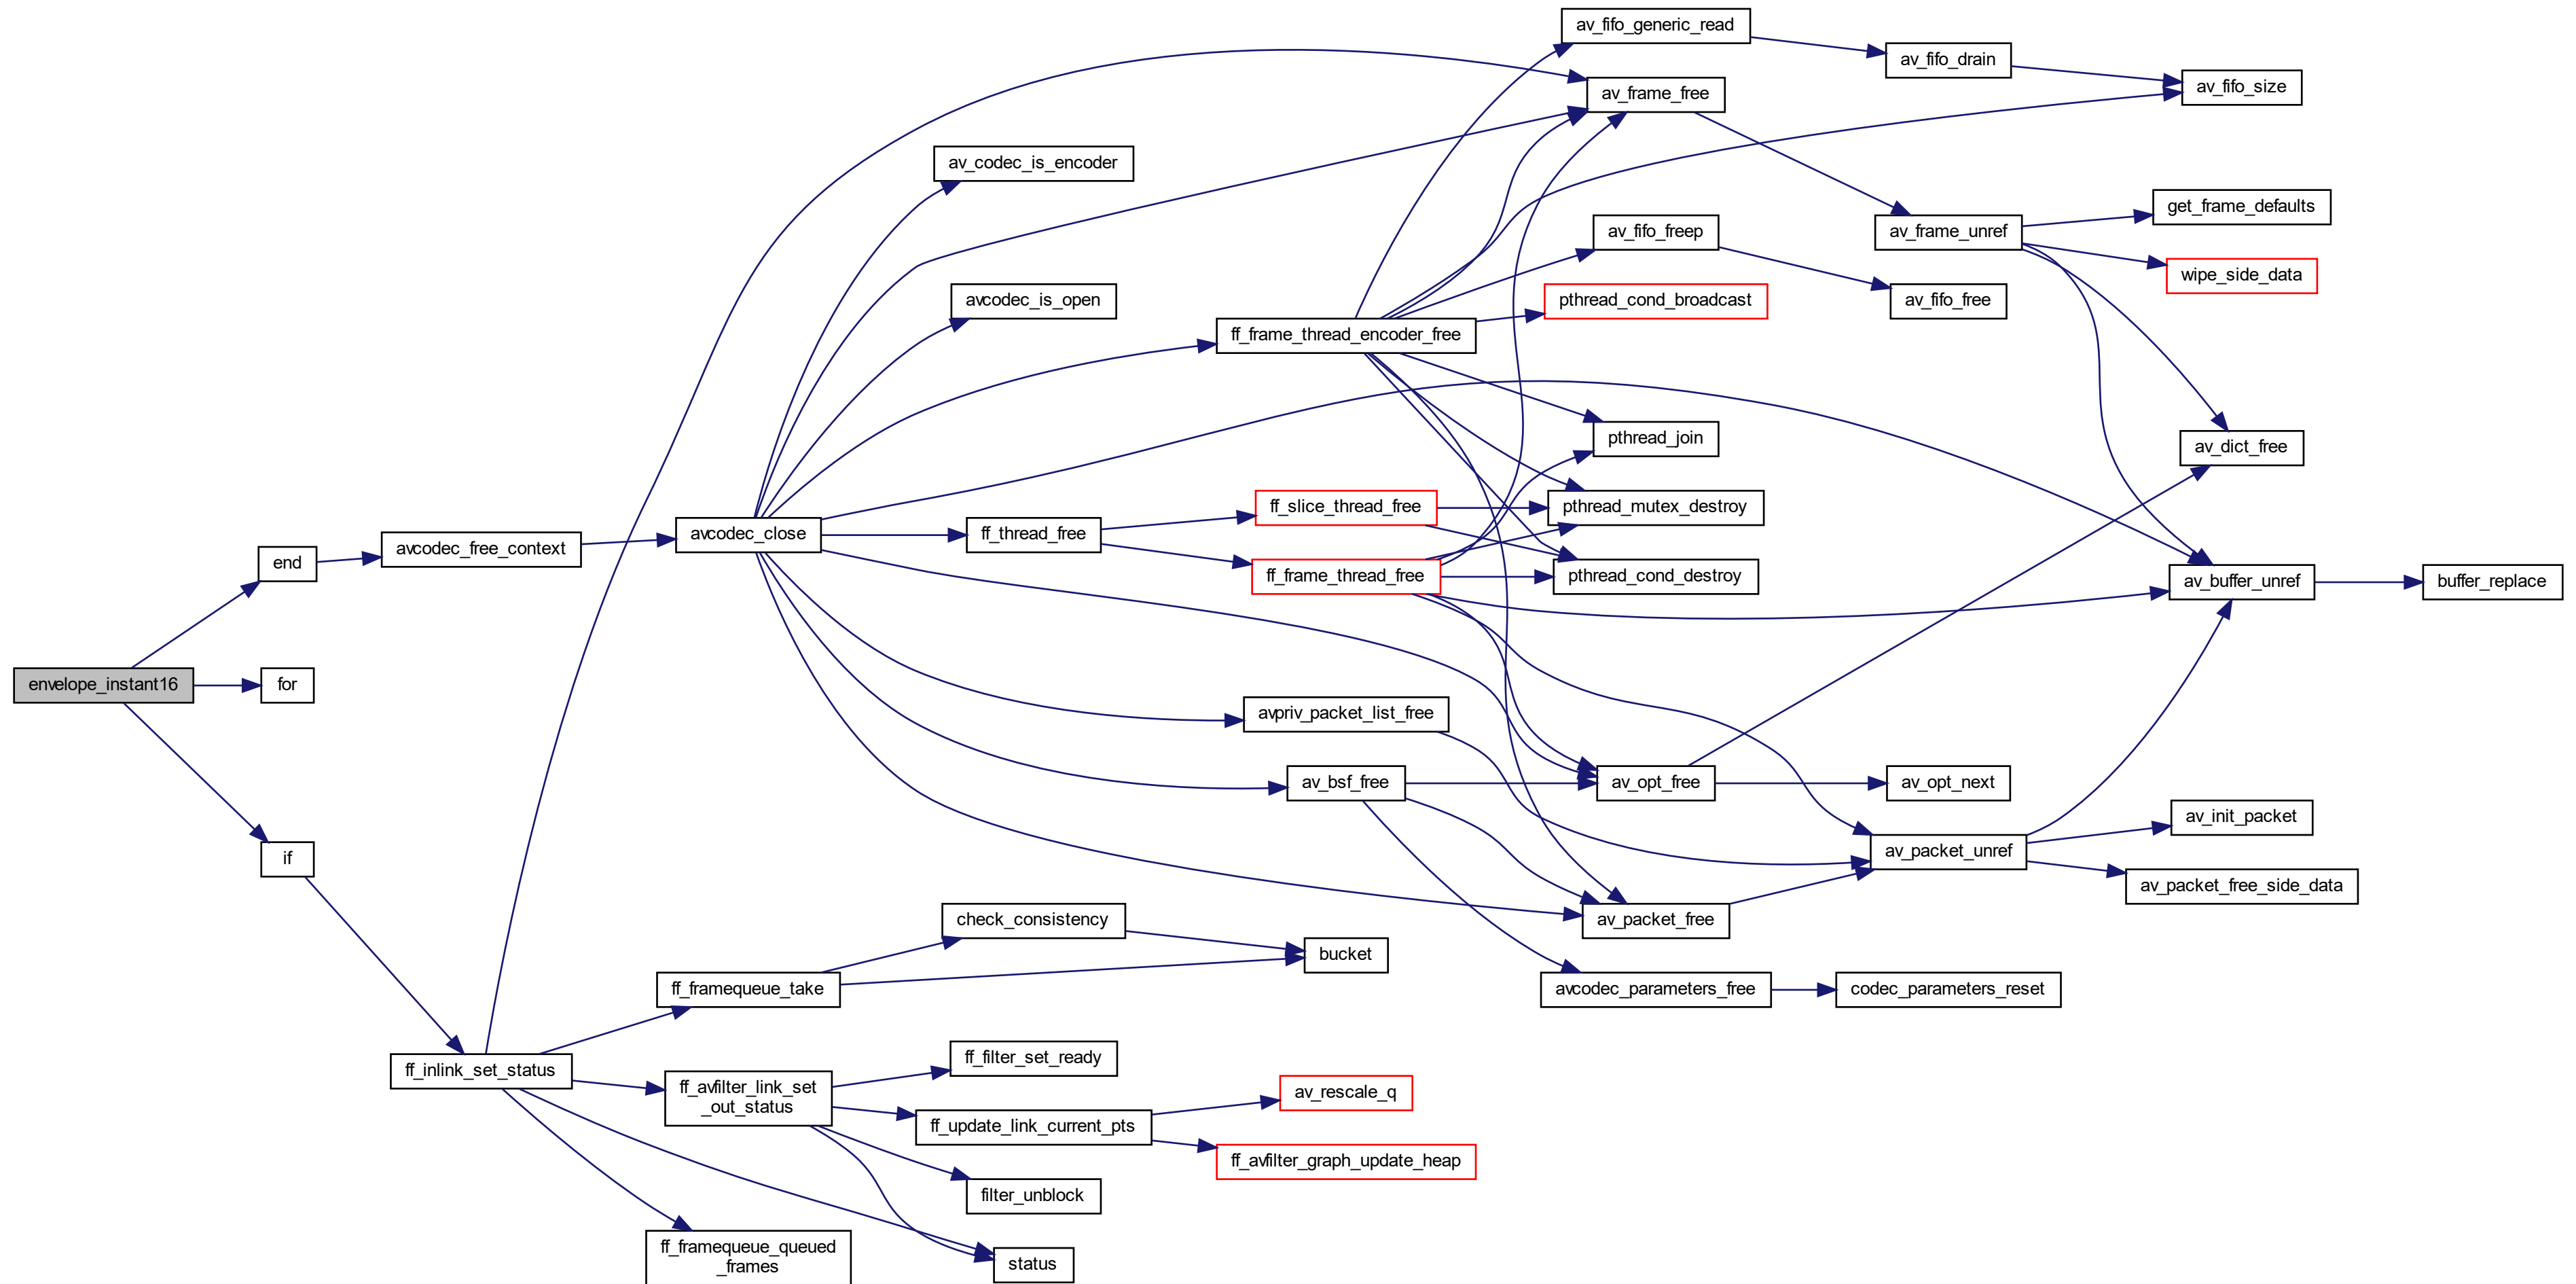 av_fifo_generic_read
av_fifo_drain
av_fifo_size
av_frame_free
av_codec_is_encoder
get_frame_defaults
av_fifo_freep
av_frame_unref
wipe_side_data
avcodec_is_open
pthread_cond_broadcast
av_fifo_free
ff_frame_thread_encoder_free
pthread_join
av_dict_free
ff_slice_thread_free
pthread_mutex_destroy
avcodec_close
ff_thread_free
avcodec_free_context
end
ff_frame_thread_free
pthread_cond_destroy
av_buffer_unref
buffer_replace
envelope_instant16
for
avpriv_packet_list_free
av_bsf_free
av_opt_free
av_opt_next
av_init_packet
if
av_packet_unref
av_packet_free_side_data
check_consistency
av_packet_free
bucket
ff_framequeue_take
avcodec_parameters_free
codec_parameters_reset
ff_inlink_set_status
ff_filter_set_ready
ff_avfilter_link_set
_out_status
av_rescale_q
ff_update_link_current_pts
ff_avfilter_graph_update_heap
filter_unblock
ff_framequeue_queued
_frames
status